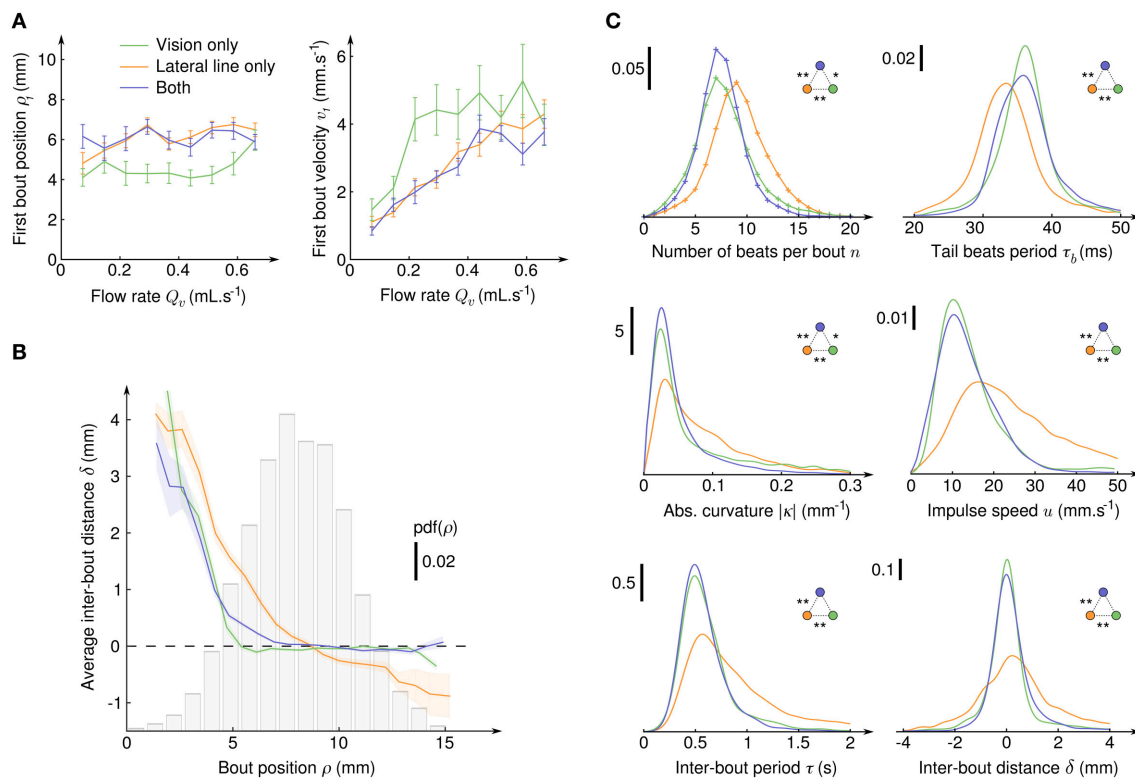 A
Vision only
Lateral line only
Both
First bout position ρᵢ (mm)
10
8
6
4
2
0
0 0.2 0.4 0.6
Flow rate Qᵥ (mL.s⁻¹)
First bout velocity v₁ (mm.s⁻¹)
6
4
2
0
0 0.2 0.4 0.6
Flow rate Qᵥ (mL.s⁻¹)
B
Average inter-bout distance δ (mm)
4
3
2
1
0
-1
pdf(ρ)
0.02
0 5 10 15
Bout position ρ (mm)
C
0.05
** *
**
0 5 10 15 20
Number of beats per bout n
0.02
** *
**
20 30 40 50
Tail beats period τ_b (ms)
5
** *
**
0 0.1 0.2 0.3
Abs. curvature |κ| (mm⁻¹)
0.01
**
**
0 10 20 30 40 50
Impulse speed u (mm.s⁻¹)
0.5
**
**
0 0.5 1 1.5 2
Inter-bout period τ (s)
0.1
**
**
-4 -2 0 2 4
Inter-bout distance δ (mm)